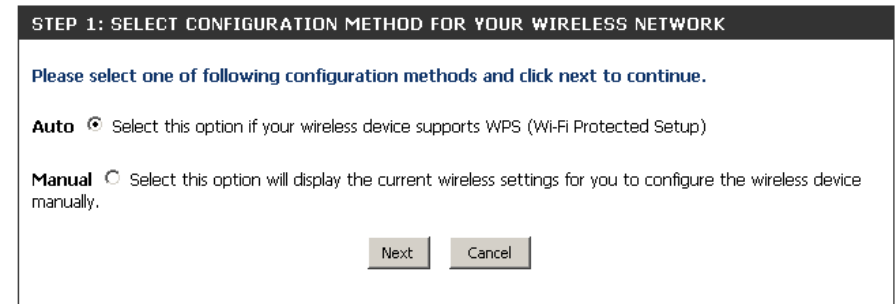 STEP 1: SELECT CONFIGURATION METHOD FOR YOUR WIRELESS NETWORK
Please select one of following configuration methods and click next to continue.
Auto Select this option if your wireless device supports WPS (Wi-Fi Protected Setup)
Manual Select this option will display the current wireless settings for you to configure the wireless device
manually.
Next Cancel